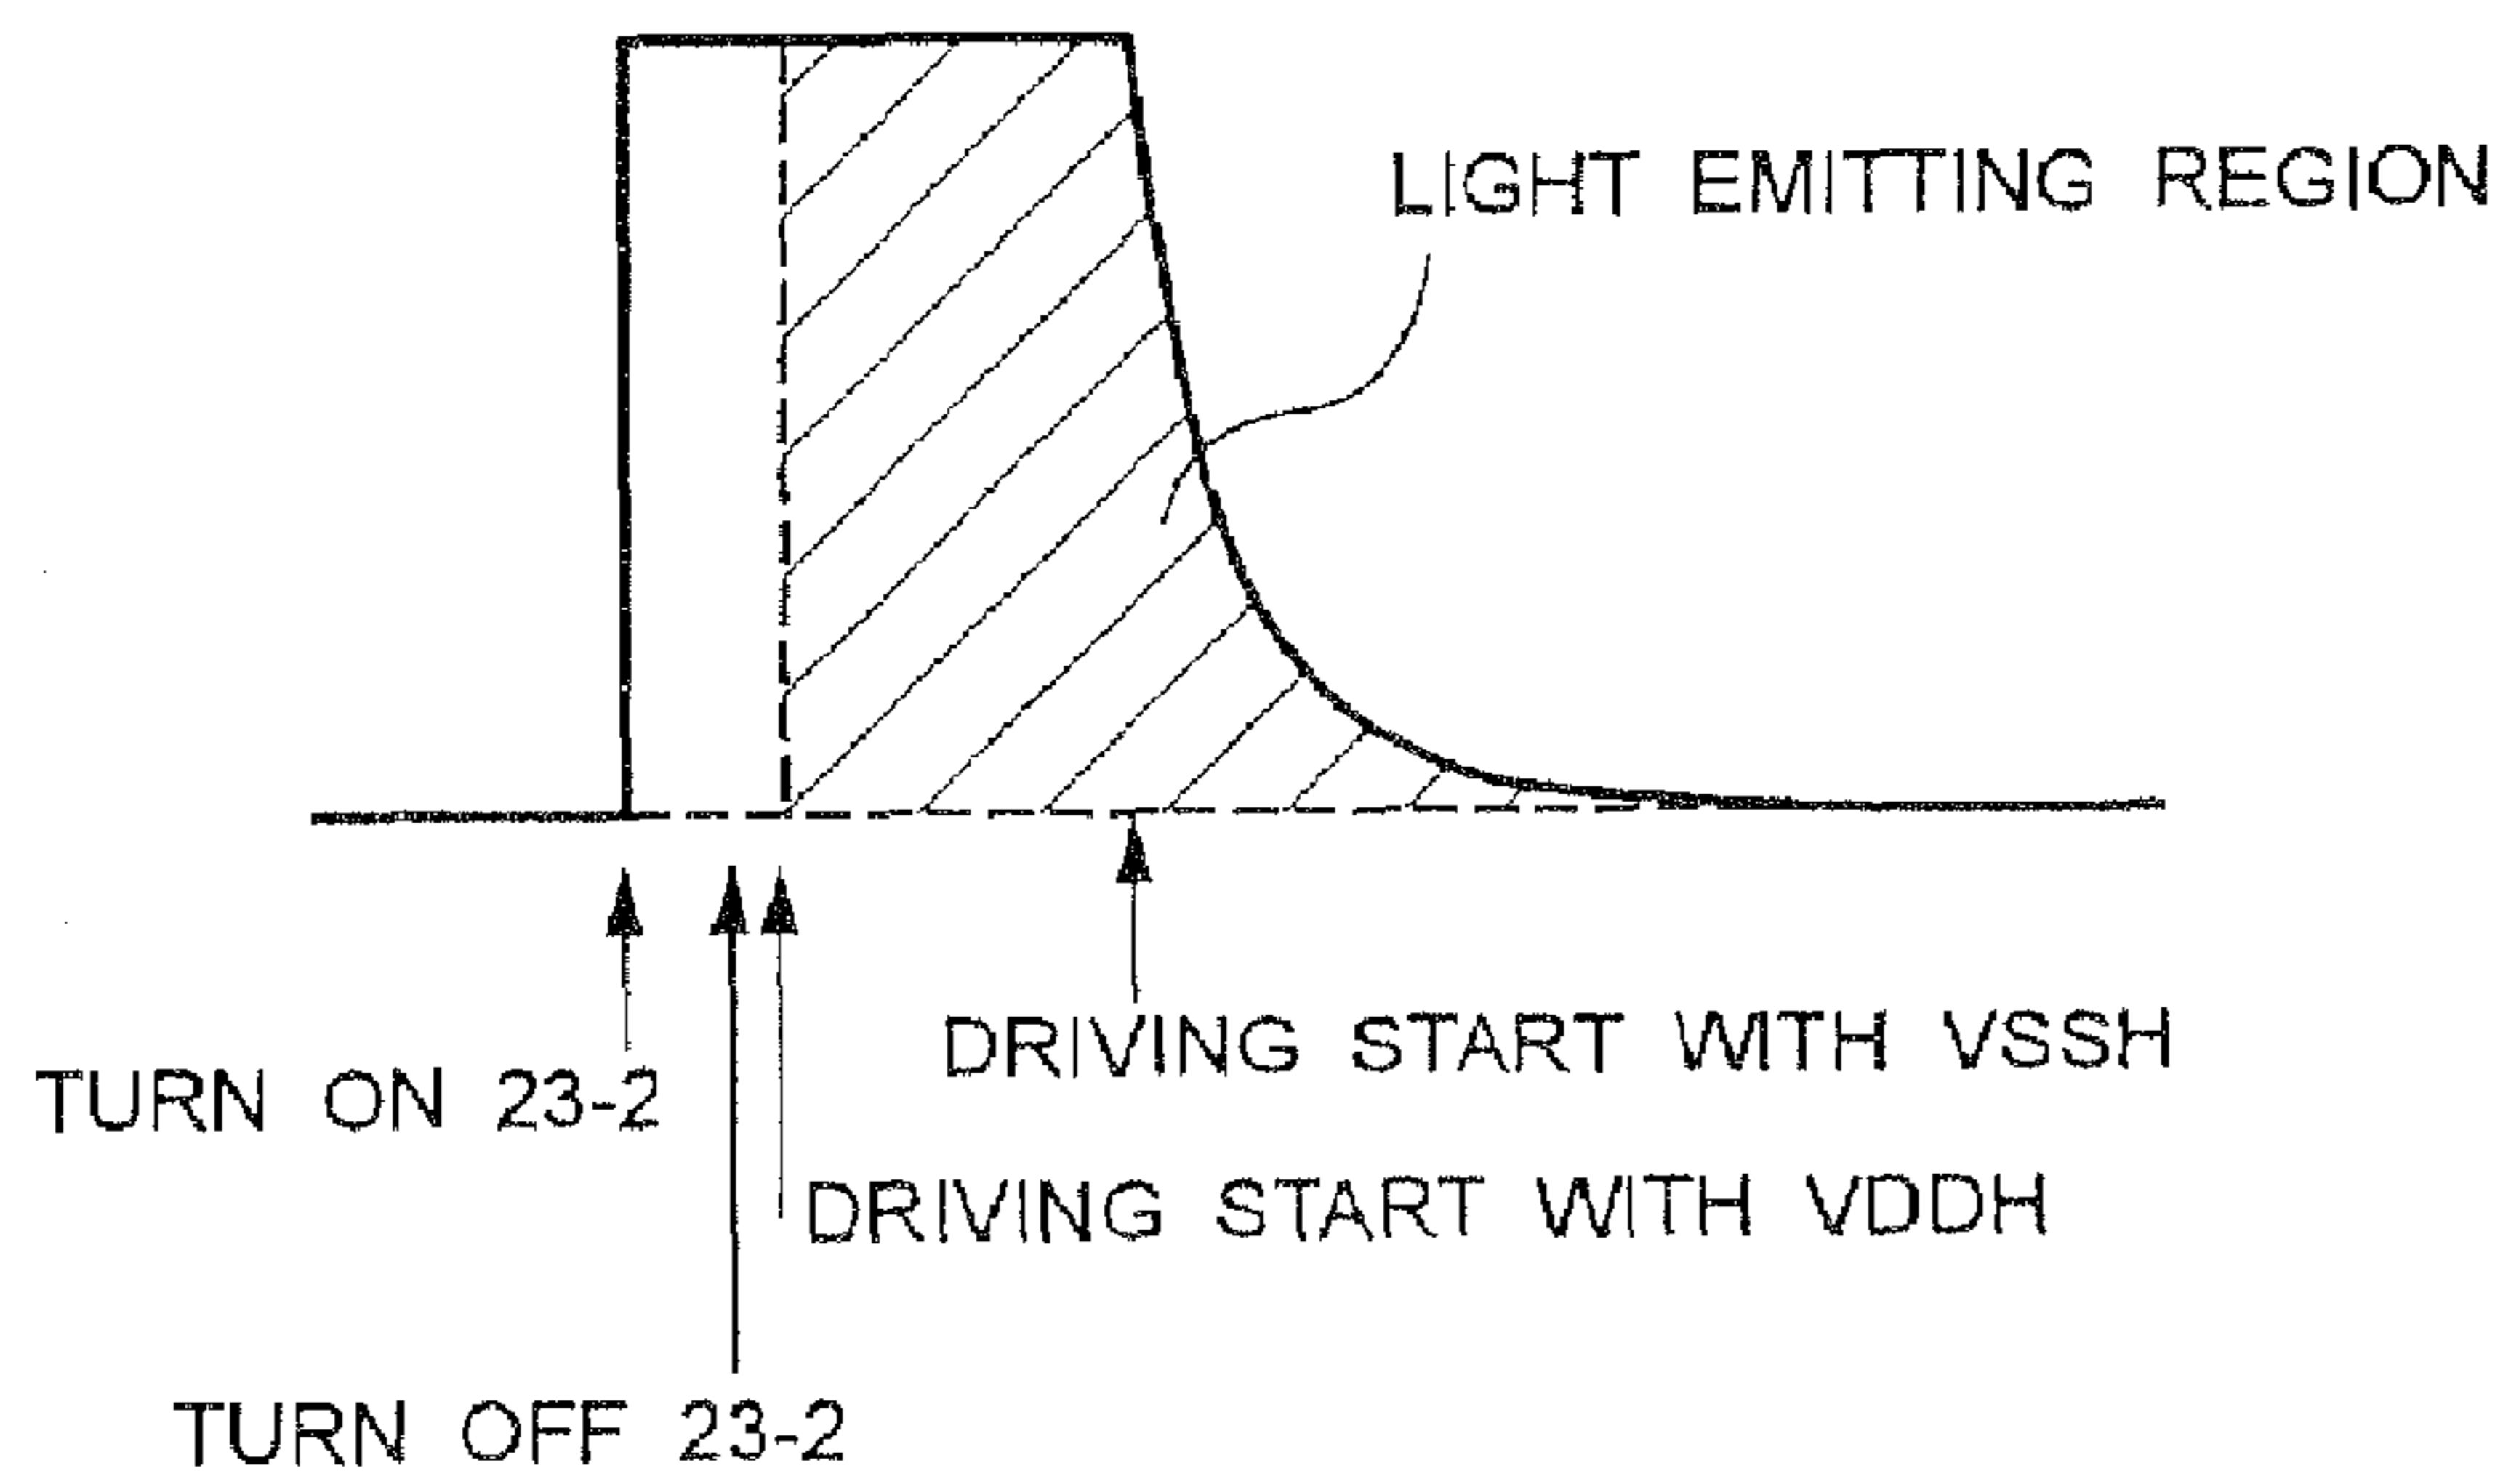 LIGHT EMITTING REGION
DRIVING START WITH VSSH
TURN ON 23-2
DRIVING START WITH VDDH
TURN OFF 23-2